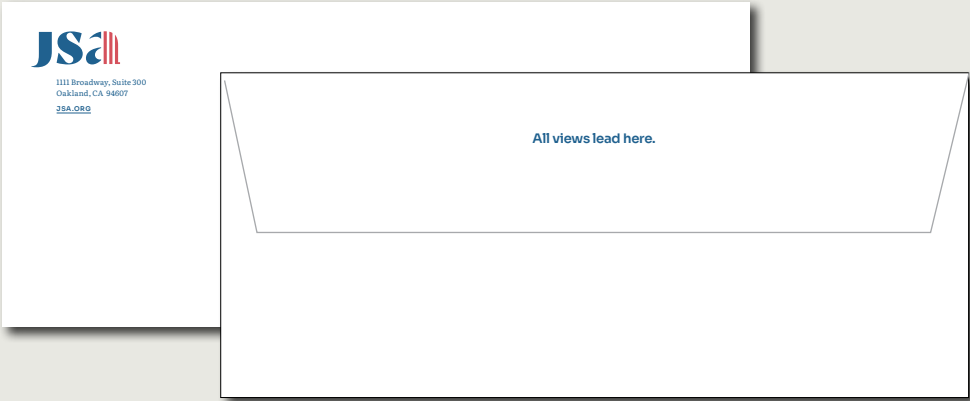 JSa
1111 Broadway, Suite 300
Oakland, CA 94607
JSA.ORG
All views lead here.